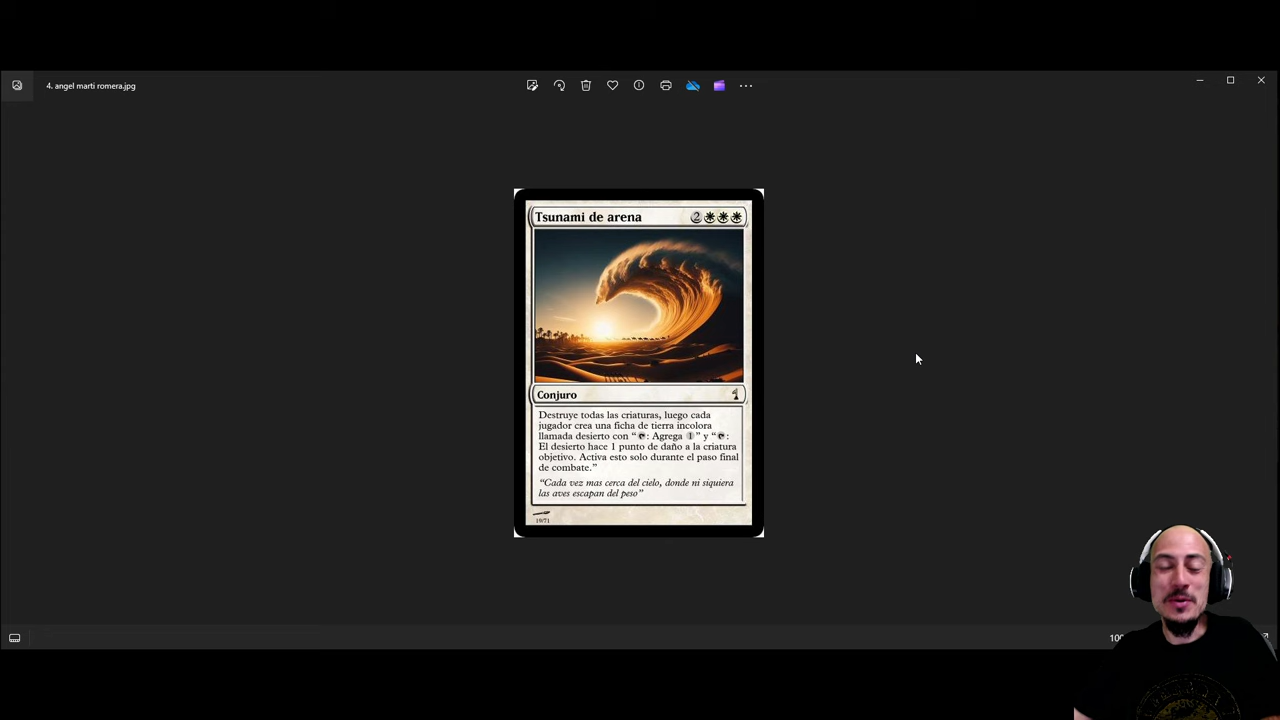 4. angel marti romera.jpg
Tsunami de arena 2
Conjuro
Destruye todas las criaturas, luego cada
jugador crea una ficha de tierra incolora
llamada desierto con “: Agrega 1” y “:
El desierto hace 1 punto de daño a la criatura
objetivo. Activa esto solo durante el paso final
de combate.”
“Cada vez mas cerca del cielo, donde ni siquiera
las aves escapan del peso”
19/71